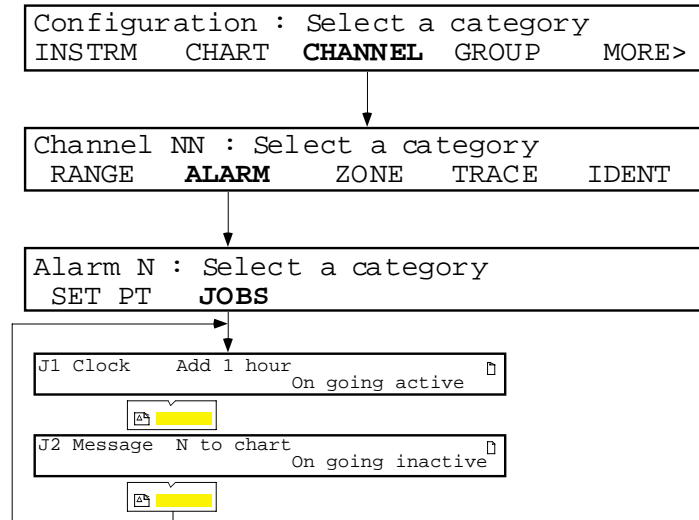 Configuration : Select a category
INSTRM CHART CHANNEL GROUP MORE>
Channel NN : Select a category
RANGE ALARM ZONE TRACE IDENT
Alarm N : Select a category
SET PT JOBS
J1 Clock Add 1 hour
On going active
J2 Message N to chart
On going inactive